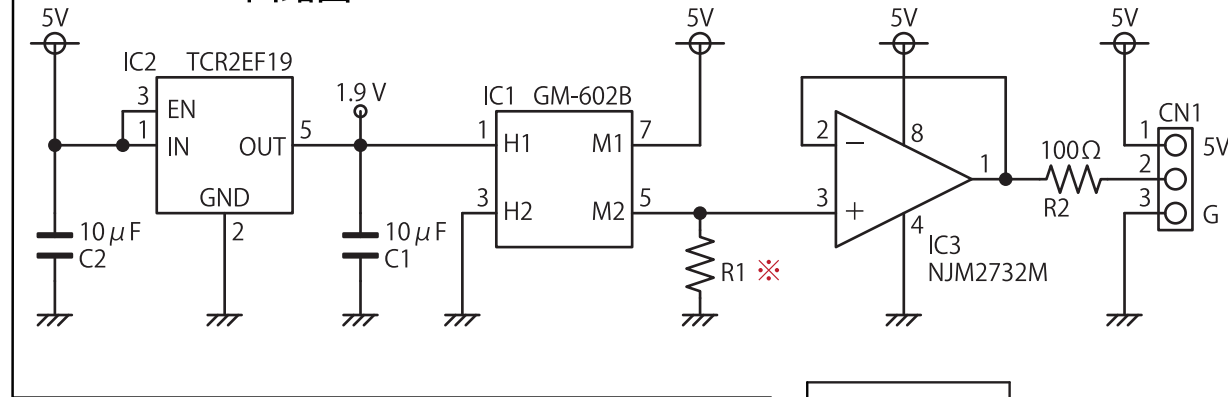 5V
IC2 TCR2EF19
3 EN
1 IN
OUT 5
GND
2
10μF
C2
1.9 V
10μF
C1
IC1 GM-602B
1 H1
3 H2
M1 7
M2 5
5V
R1 ※
5V
2 −
3 +
8
4
1
IC3
NJM2732M
100Ω
R2
5V
CN1
1 5V
2
3 G